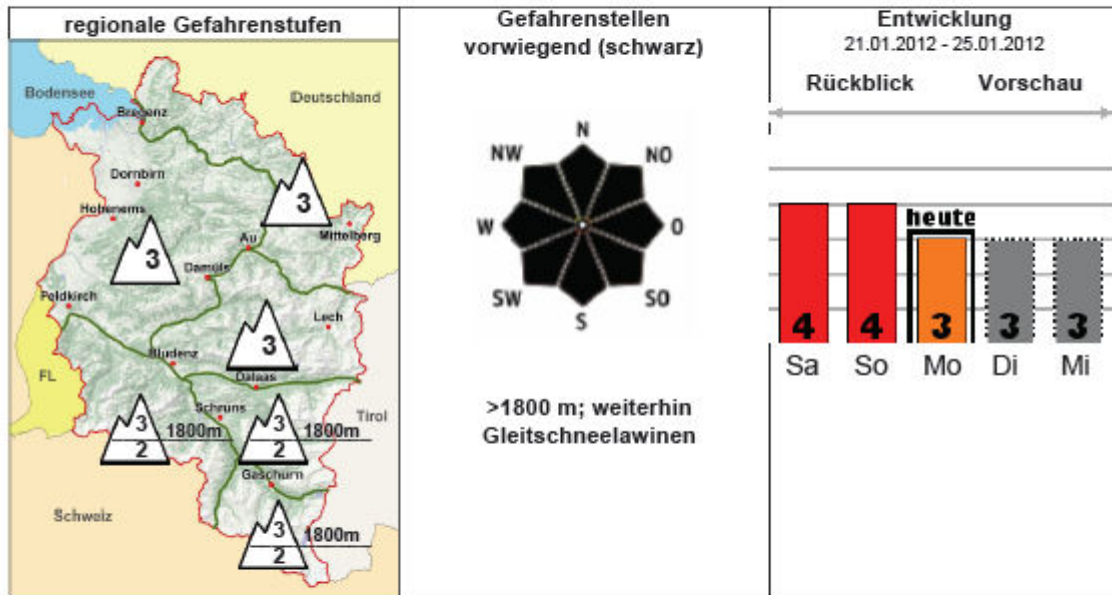 regionale Gefahrenstufen
Bodensee
Deutschland
Bregenz
Dornbirn
3
Hohenems
Mittelberg
Au
3
Damüls
Feldkirch
Lech
3
Bludenz
FL
Dalaas
Schruns
Tirol
3
1800m
2
3
1800m
2
Gaschurn
Schweiz
3
1800m
2
Gefahrenstellen
vorwiegend (schwarz)
N
NW
NO
W
O
SW
SO
S
>1800 m; weiterhin
Gleitschneelawinen
Entwicklung
21.01.2012 - 25.01.2012
Rückblick Vorschau
heute
4 4 3 3 3
Sa So Mo Di Mi